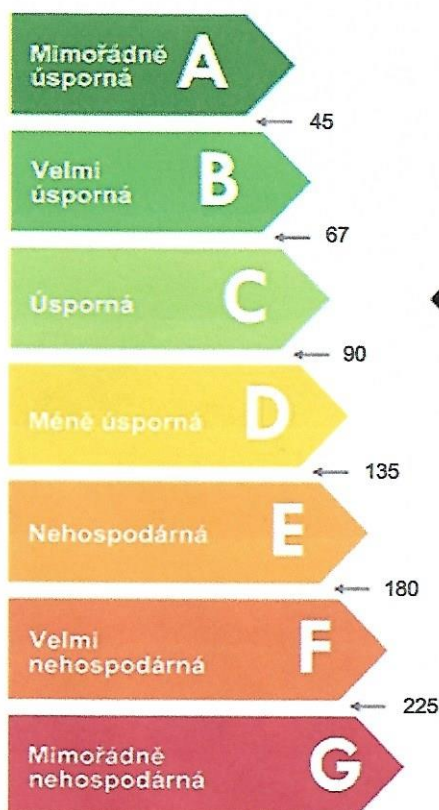 Mimořádně
úsporná
A
45
Velmi
úsporná
B
67
Úsporná
C
90
Méně úsporná
D
135
Nehospodárná
E
180
Velmi
nehospodárná
F
225
Mimořádně
nehospodárná
G